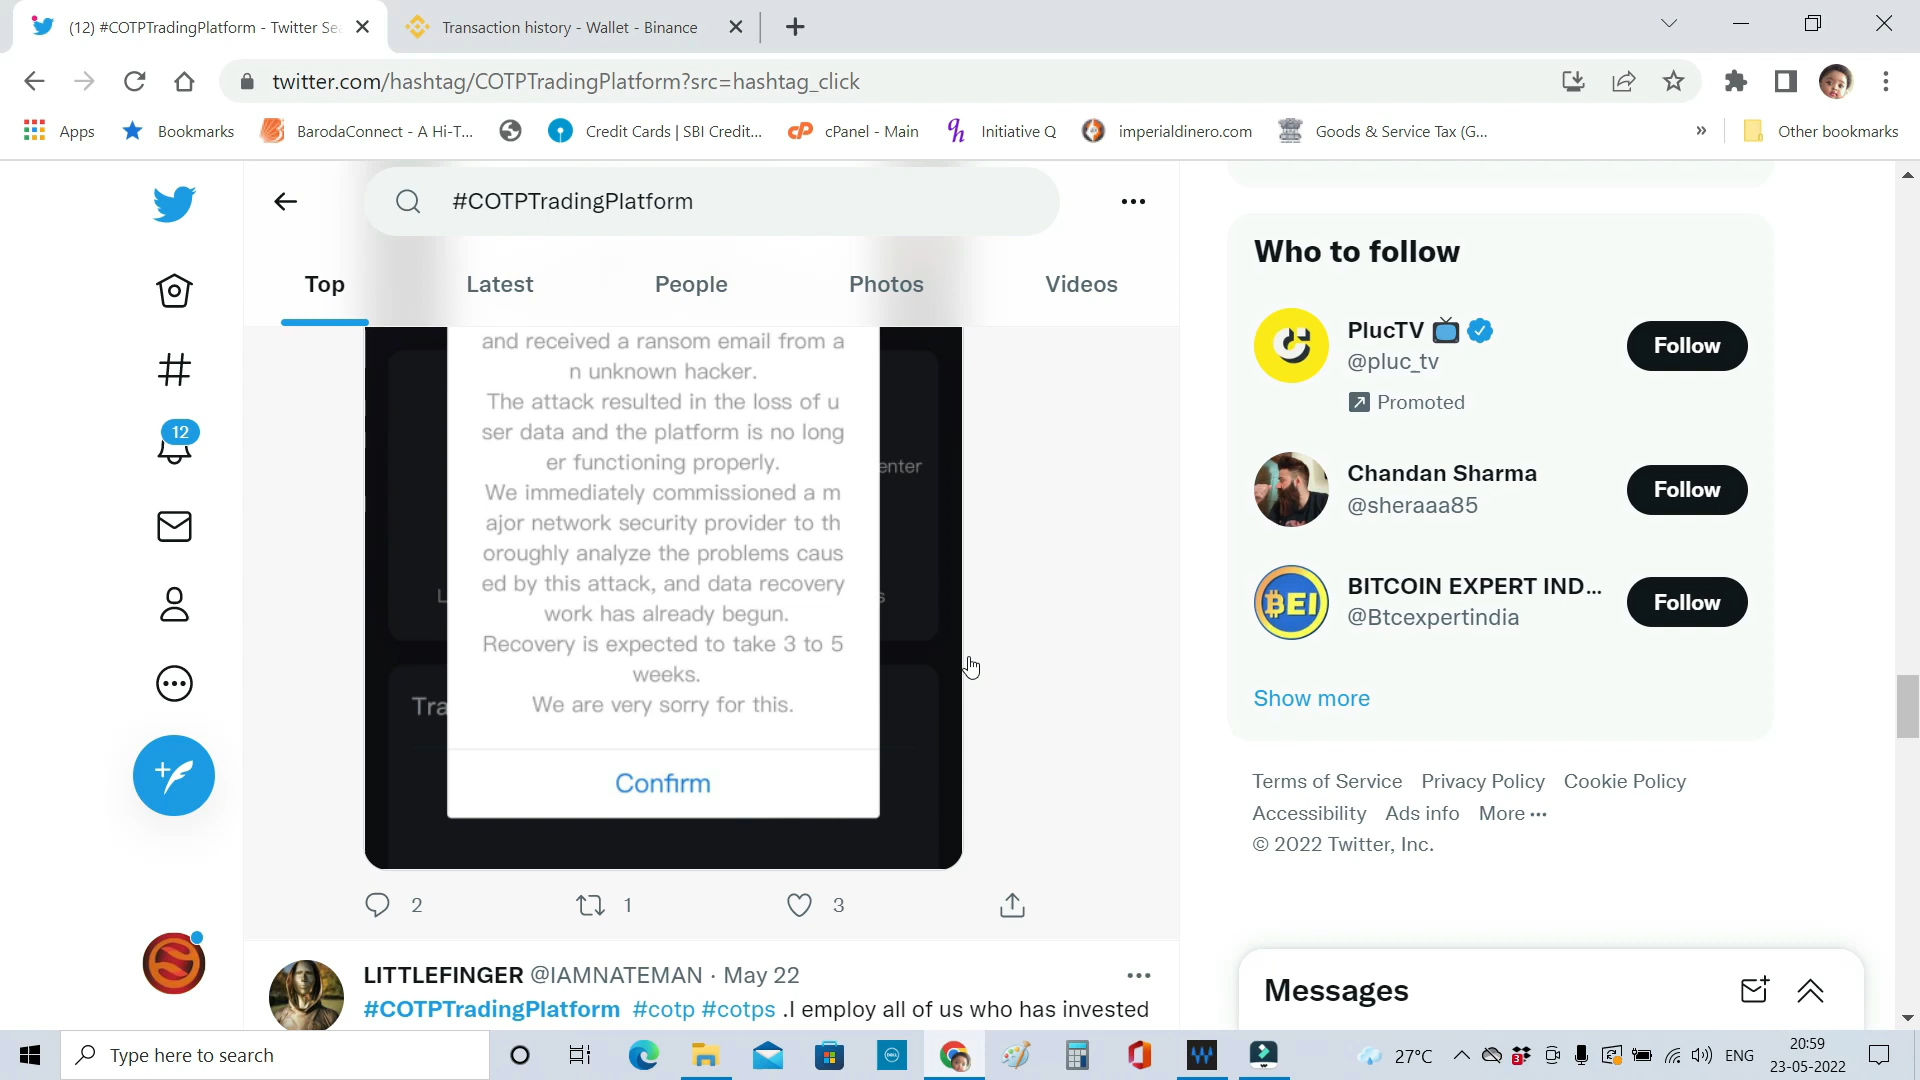 (12) #COTPTradingPlatform - Twitter Se
Transaction history - Wallet - Binance
twitter.com/hashtag/COTPTradingPlatform?src=hashtag_click
Apps
Bookmarks
BarodaConnect - A Hi-T...
Credit Cards | SBI Credit...
cPanel - Main
Initiative Q
imperialdinero.com
Goods & Service Tax (G...
»
Other bookmarks
#COTPTradingPlatform
Top
Latest
People
Photos
Videos
and received a ransom email from a
n unknown hacker.
The attack resulted in the loss of u
ser data and the platform is no long
er functioning properly.
We immediately commissioned a m
ajor network security provider to th
oroughly analyze the problems caus
ed by this attack, and data recovery
work has already begun.
Recovery is expected to take 3 to 5
weeks.
We are very sorry for this.
Confirm
enter
L
s
Tra
2
1
3
LITTLEFINGER @IAMNATEMAN · May 22
#COTPTradingPlatform #cotp #cotps .I employ all of us who has invested
12
Who to follow
PlucTV
@pluc_tv
Promoted
Follow
Chandan Sharma
@sheraaa85
Follow
BEI
BITCOIN EXPERT IND...
@Btcexpertindia
Follow
Show more
Terms of Service Privacy Policy Cookie Policy
Accessibility Ads info More ···
© 2022 Twitter, Inc.
Messages
Type here to search
DELL
3
27°C
ENG
20:59
23-05-2022